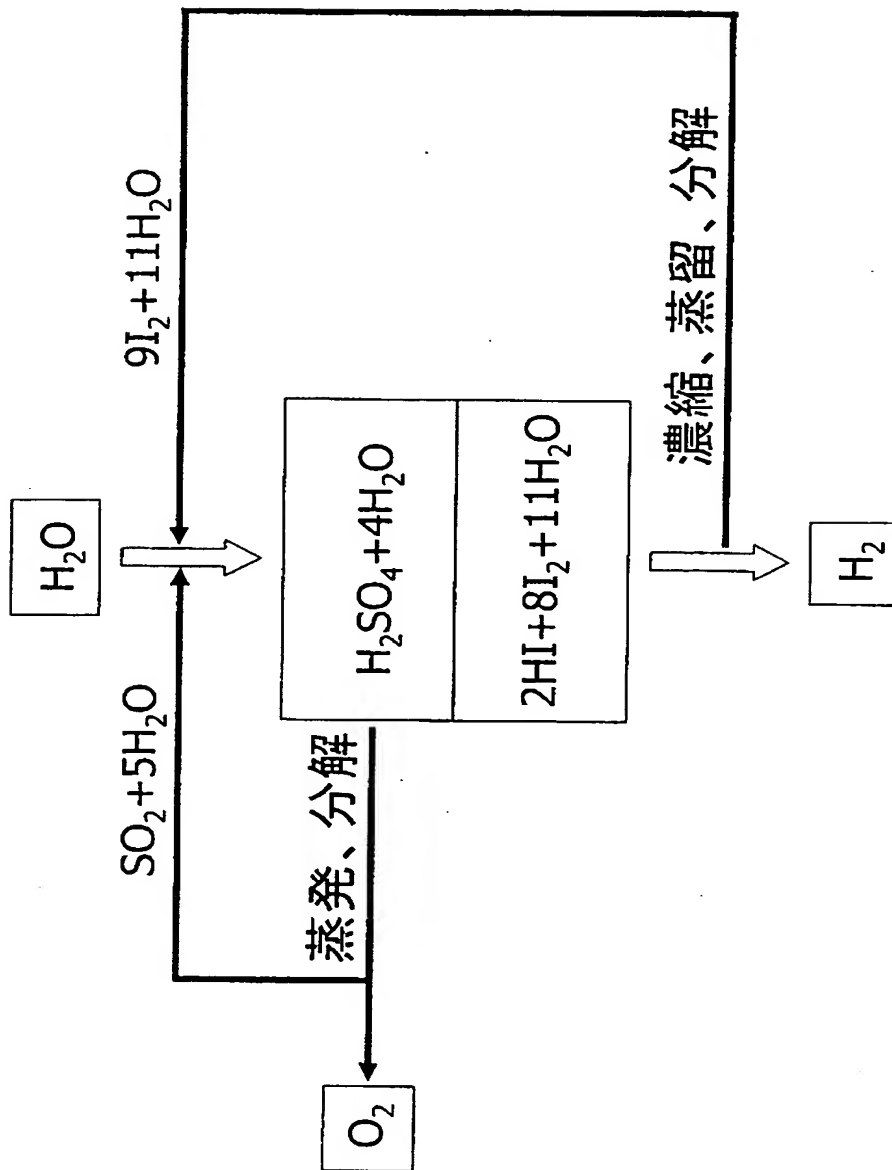 H₂O
SO₂+5H₂O
9I₂+11H₂O
H₂SO₄+4H₂O
2HI+8I₂+11H₂O
蒸発、分解
O₂
濃縮、蒸留、分解
H₂